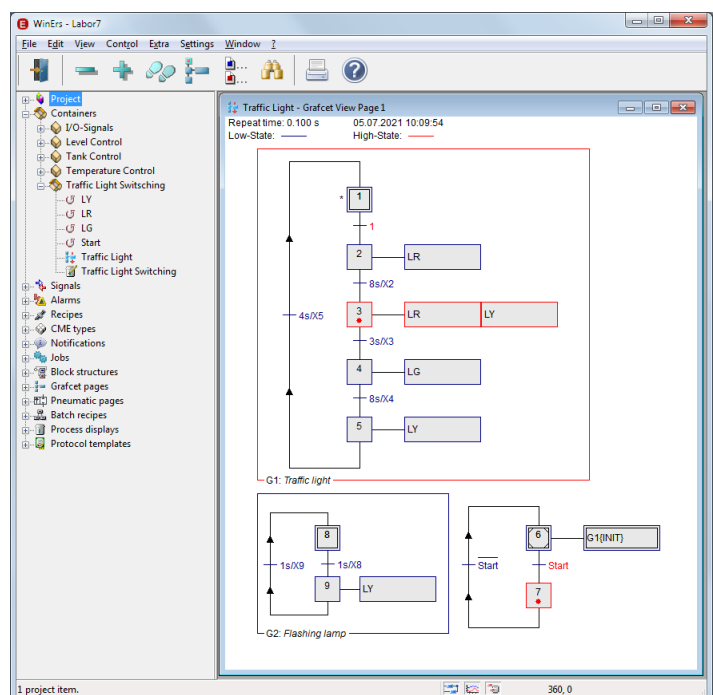 WinErs - Labor7
File Edit View Control Extra Settings Window ?
Project
Containers
I/O-Signals
Level Control
Tank Control
Temperature Control
Traffic Light Switsching
LY
LR
LG
Start
Traffic Light
Traffic Light Switching
Signals
Alarms
Recipes
CME types
Notifications
Jobs
Block structures
Grafcet pages
Pneumatic pages
Batch recipes
Process displays
Protocol templates
Traffic Light - Grafcet View Page 1
Repeat time: 0.100 s 05.07.2021 10:09:54
Low-State: High-State:
* 1
1
2 LR
8s/X2
4s/X5 3 LR LY
3s/X3
4 LG
8s/X4
5 LY
G1: Traffic light
8
1s/X9 1s/X8
9 LY
G2: Flashing lamp
6 G1{INIT}
Start Start
7
1 project item. 360, 0